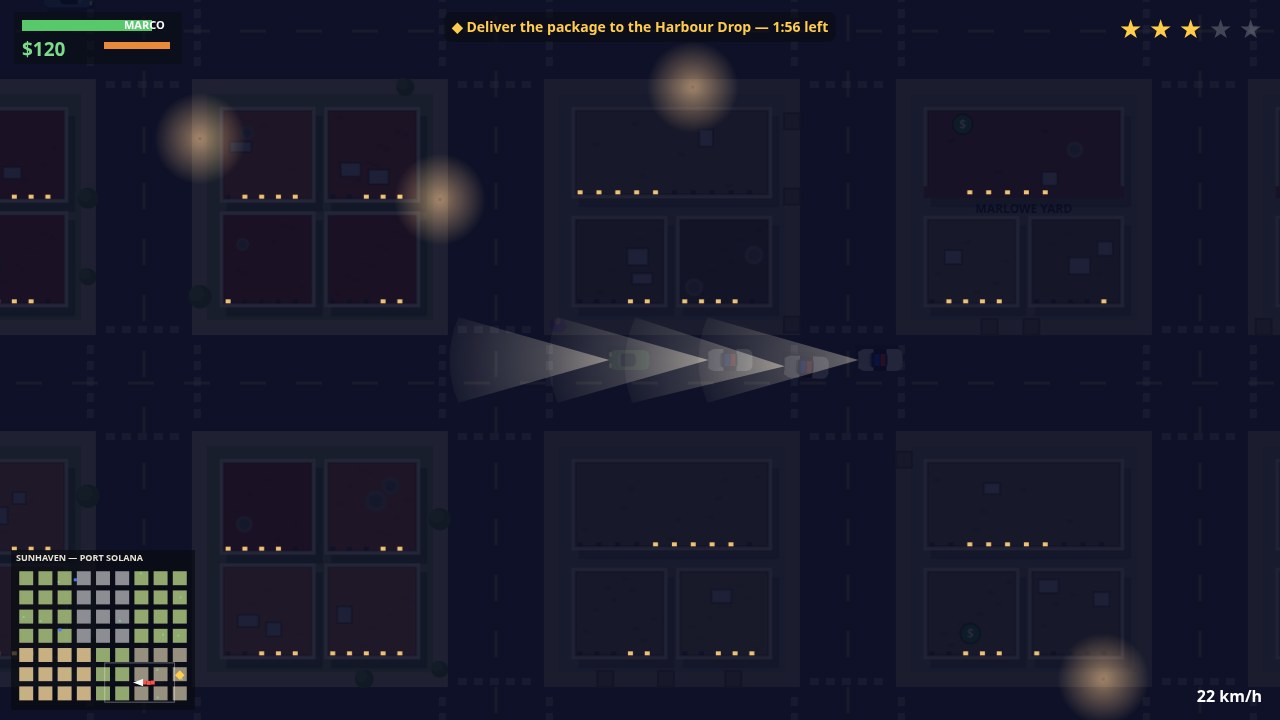 MARCO
$120
◆ Deliver the package to the Harbour Drop — 1:56 left
$
MARLOWE YARD
$
SUNHAVEN — PORT SOLANA
22 km/h